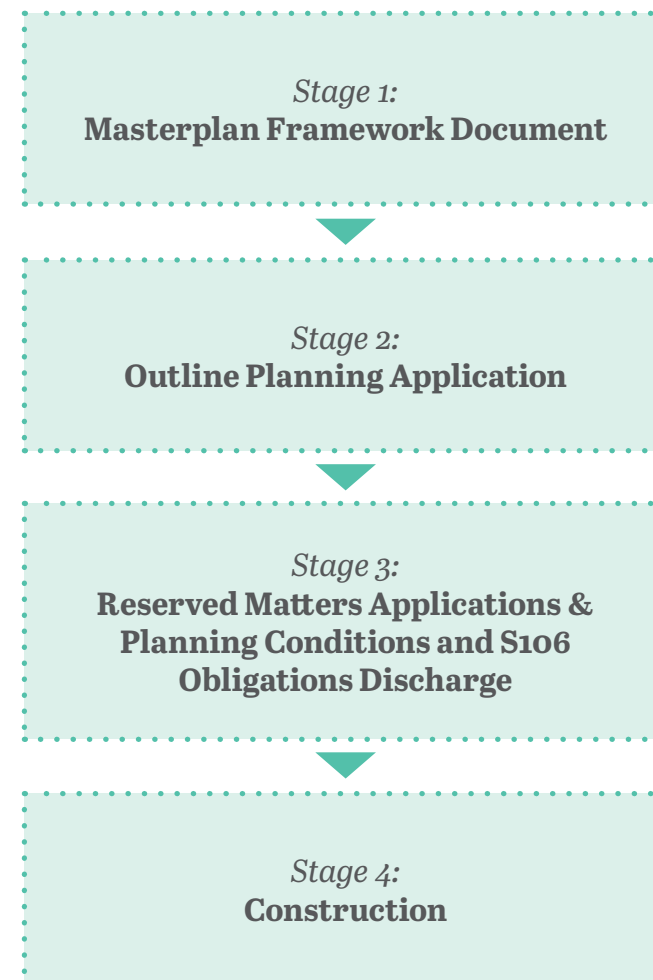 Stage 1:
Masterplan Framework Document
Stage 2:
Outline Planning Application
Stage 3:
Reserved Matters Applications &
Planning Conditions and S106
Obligations Discharge
Stage 4:
Construction